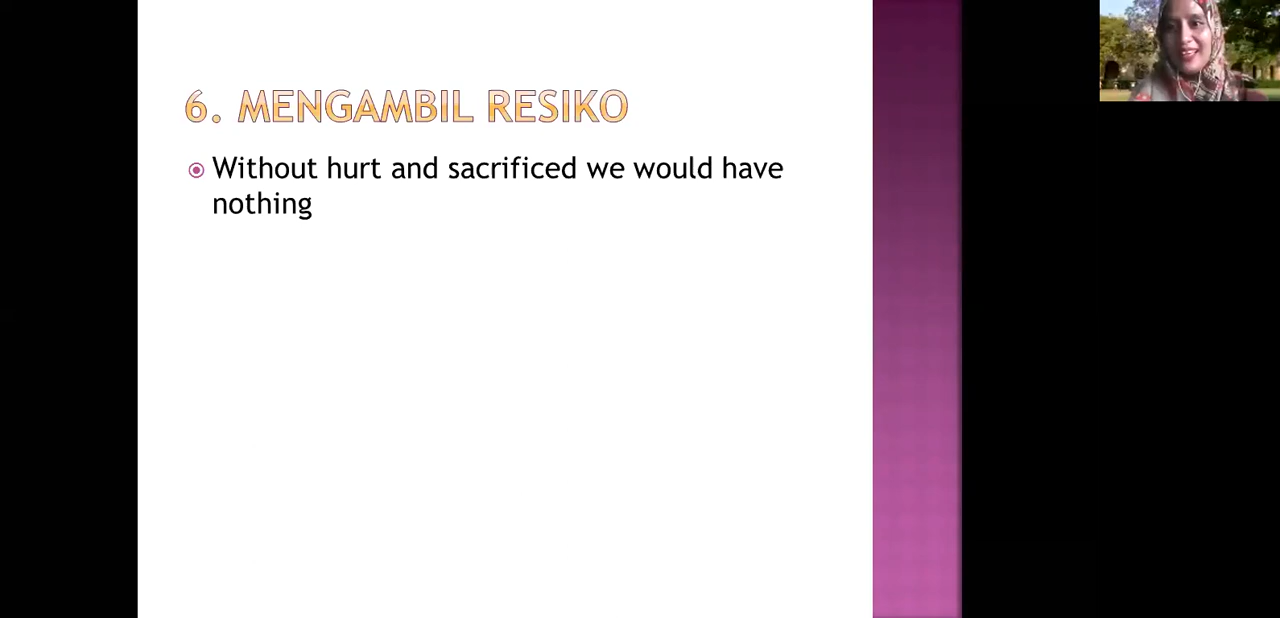 6. MENGAMBIL RESIKO
Without hurt and sacrificed we would have
nothing